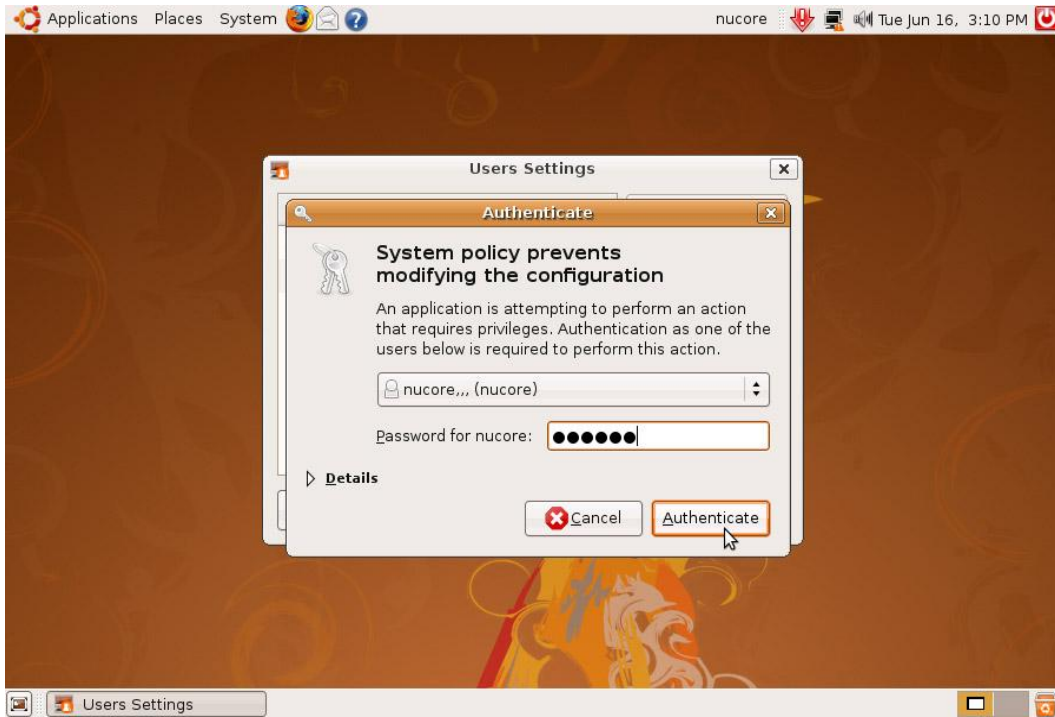 Applications Places System nucore Tue Jun 16, 3:10 PM
Users Settings
Authenticate
System policy prevents
modifying the configuration
An application is attempting to perform an action
that requires privileges. Authentication as one of the
users below is required to perform this action.
nucore,,, (nucore)
Password for nucore: ●●●●●●
Details
Cancel Authenticate
Users Settings